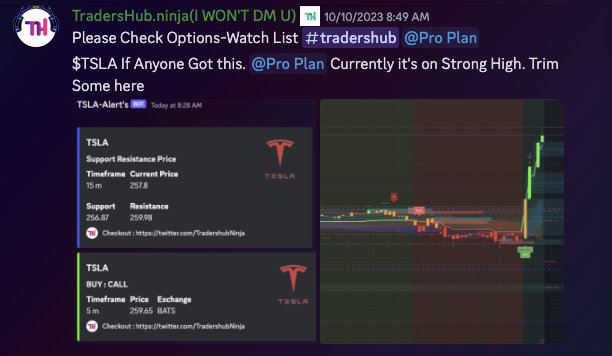 TradersHub.ninja(I WON'T DM U) TH 10/10/2023 8:49 AM
Please Check Options-Watch List #tradershub @Pro Plan
$TSLA If Anyone Got this. @Pro Plan Currently it's on Strong High. Trim
Some here
TSLA-Alert's BOT Today at 8:28 AM
TSLA
Support Resistance Price
Timeframe Current Price
15 m 257.8
Support Resistance
256.87 259.98
TH Checkout : https://twitter.com/TradershubNinja
TESLA
TSLA
BUY : CALL
Timeframe Price Exchange
5 m 259.65 BATS
TH Checkout : https://twitter.com/TradershubNinja
TESLA